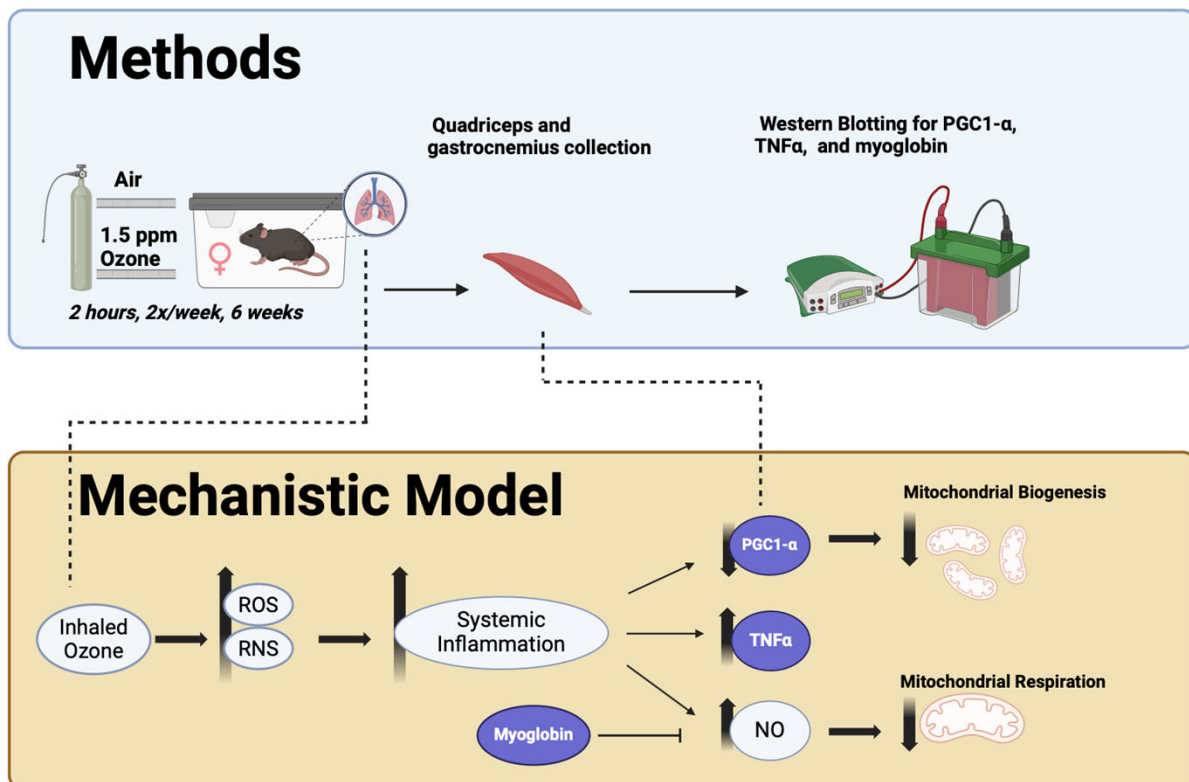 Methods
Quadriceps and
gastrocnemius collection
Western Blotting for PGC1-α,
TNFα, and myoglobin
Air
1.5 ppm
Ozone
2 hours, 2x/week, 6 weeks
Mechanistic Model
Mitochondrial Biogenesis
PGC1-α
Inhaled
Ozone
ROS
RNS
Systemic
Inflammation
TNFα
Mitochondrial Respiration
Myoglobin
NO